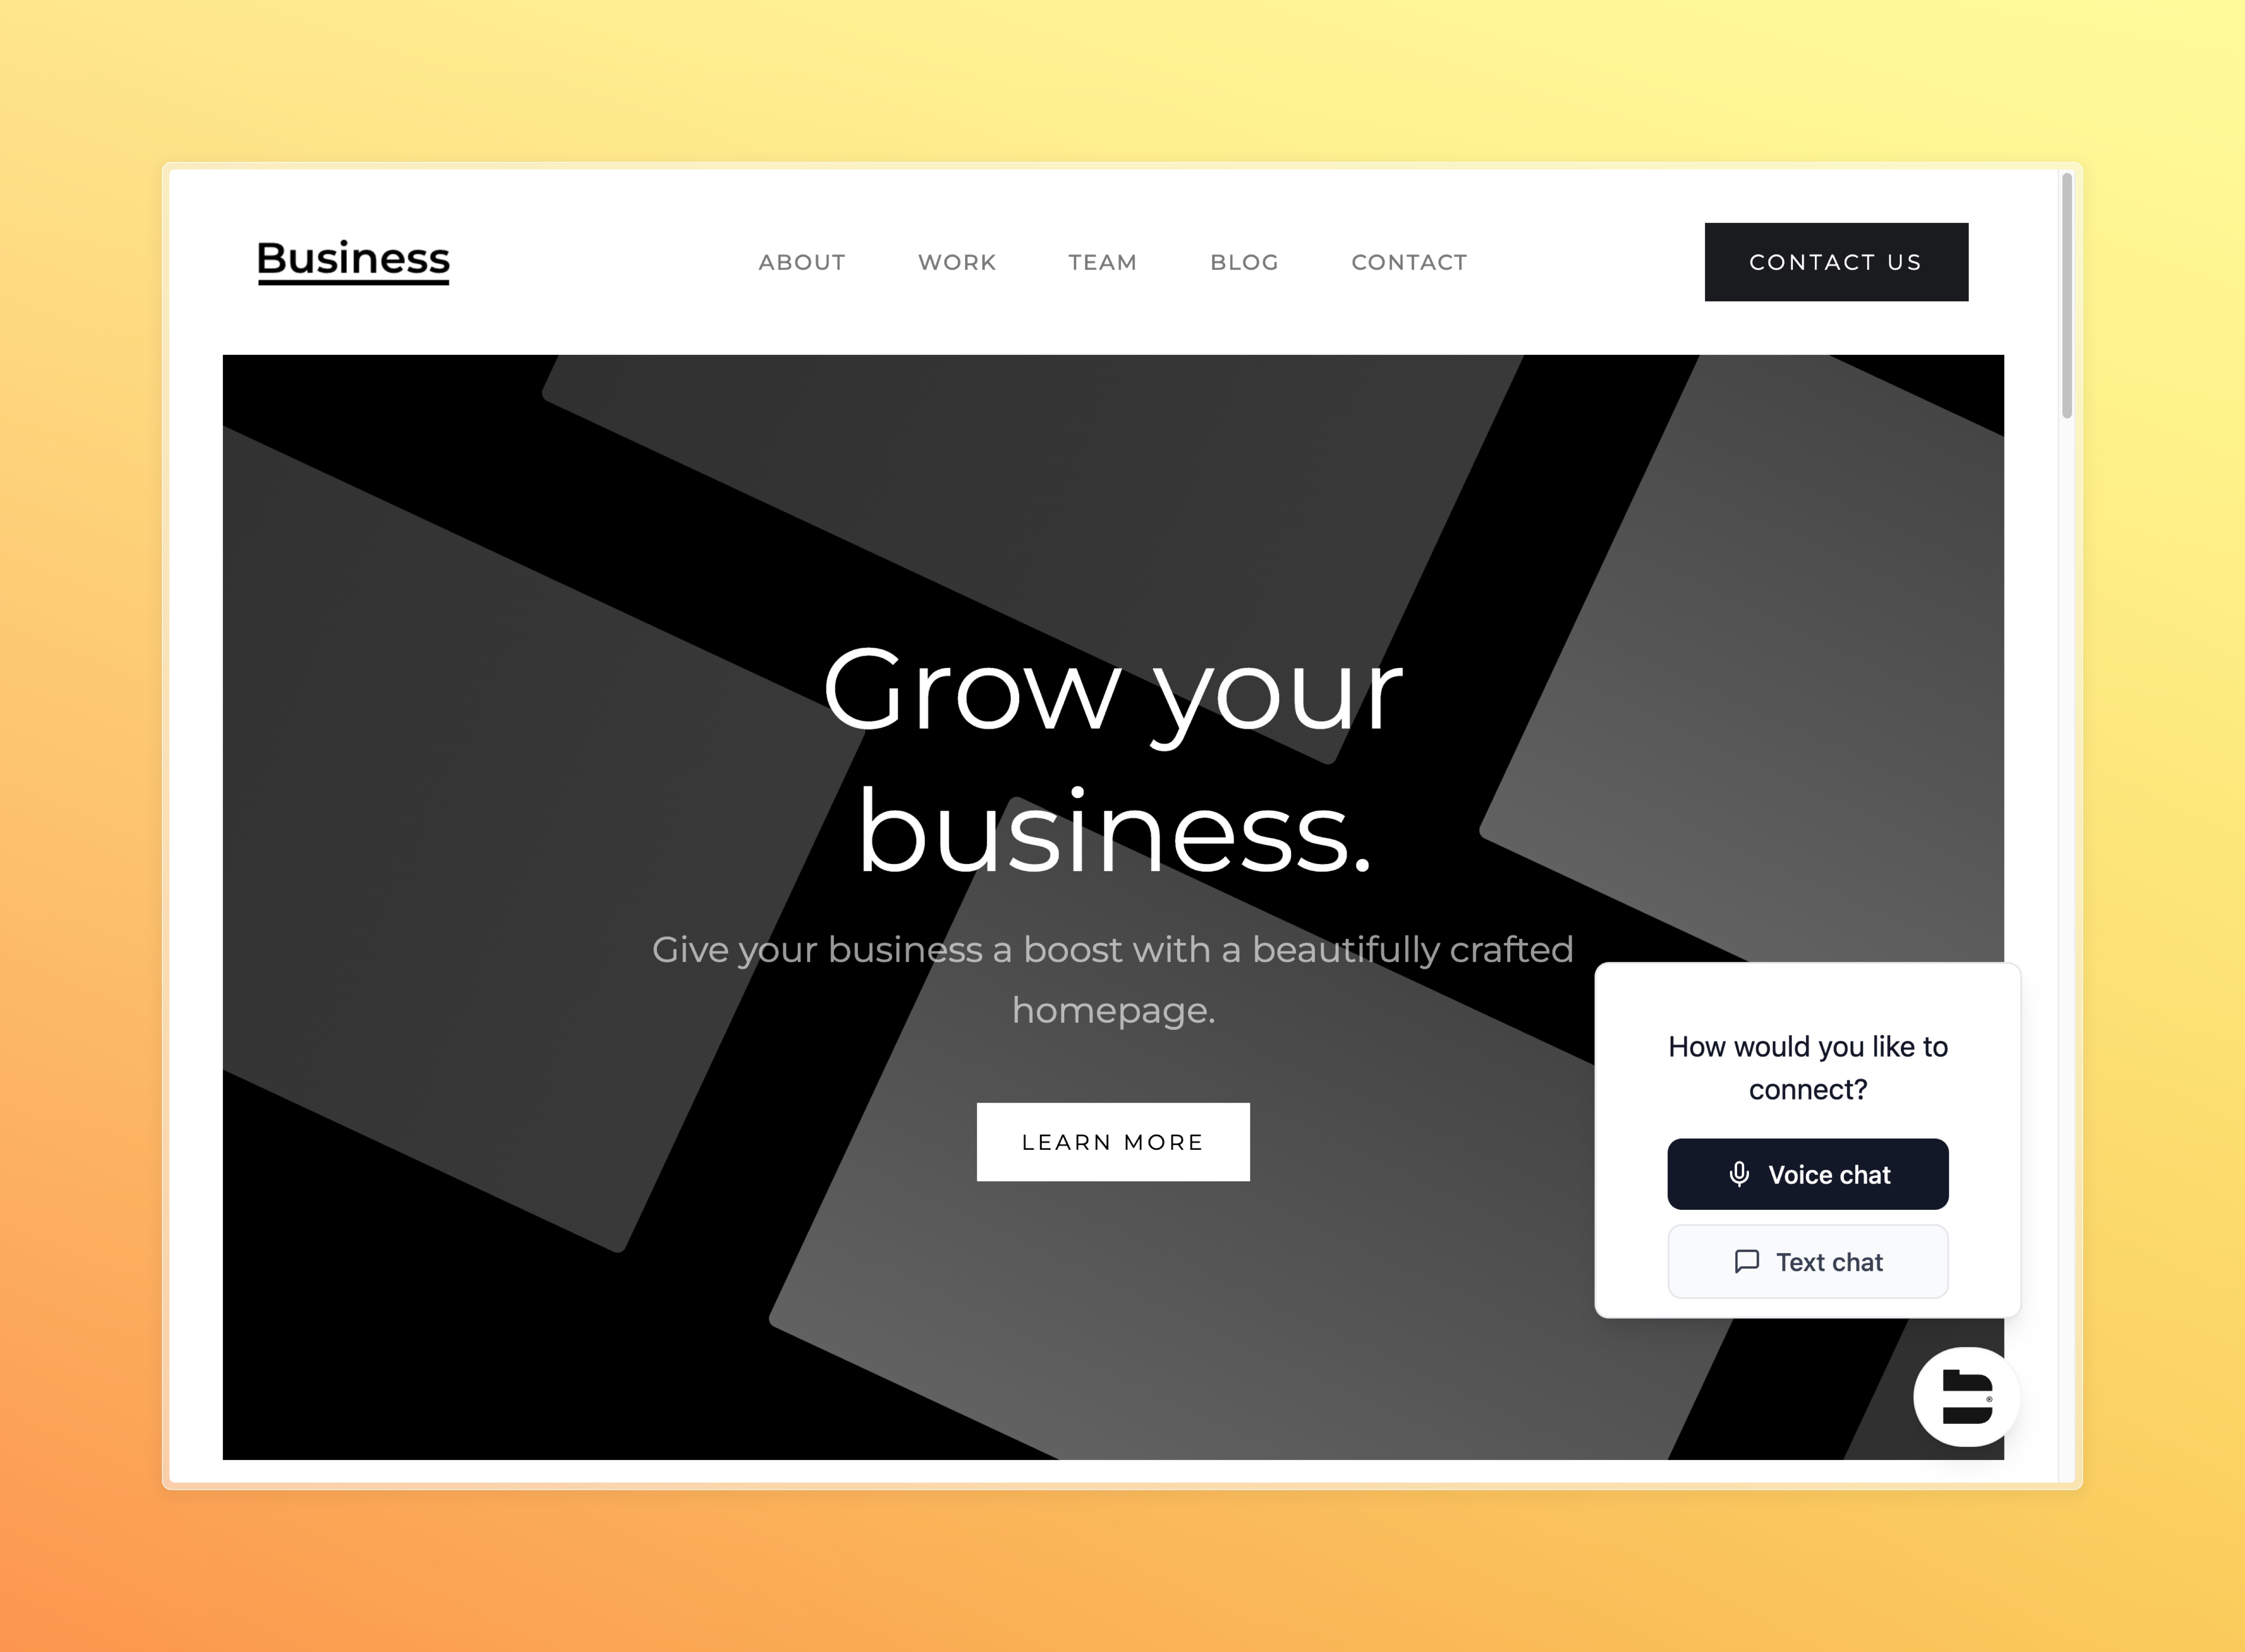 Business
ABOUT
WORK
TEAM
BLOG
CONTACT
CONTACT US
Grow your
business.
Give your business a boost with a beautifully crafted
homepage.
LEARN MORE
How would you like to
connect?
Voice chat
Text chat
®